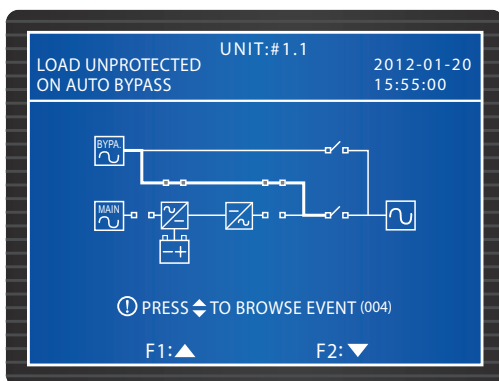 UNIT:#1.1
LOAD UNPROTECTED
ON AUTO BYPASS
2012-01-20
15:55:00
BYPA.
MAIN
PRESS TO BROWSE EVENT (004)
F1:
F2: